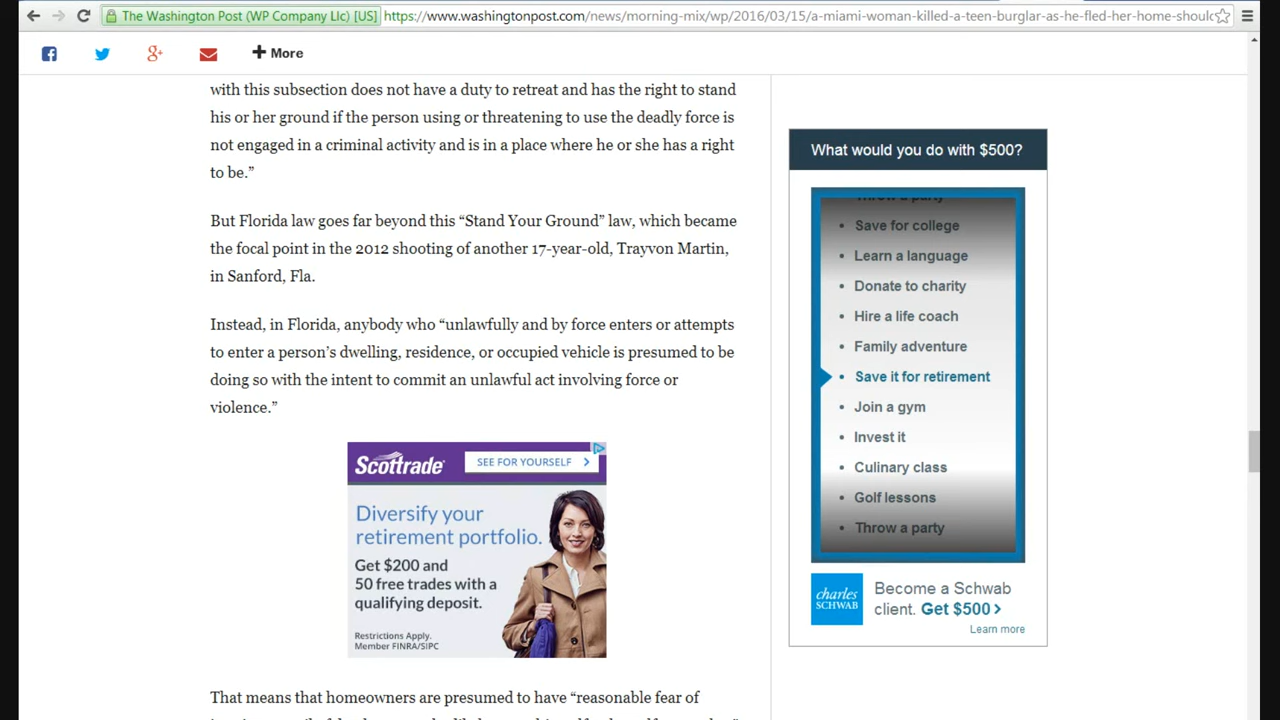 The Washington Post (WP Company Llc) [US] https://www.washingtonpost.com/news/morning-mix/wp/2016/03/15/a-miami-woman-killed-a-teen-burglar-as-he-fled-her-home-shoulc
+ More
with this subsection does not have a duty to retreat and has the right to stand
his or her ground if the person using or threatening to use the deadly force is
not engaged in a criminal activity and is in a place where he or she has a right
to be.”
But Florida law goes far beyond this “Stand Your Ground” law, which became
the focal point in the 2012 shooting of another 17-year-old, Trayvon Martin,
in Sanford, Fla.
Instead, in Florida, anybody who “unlawfully and by force enters or attempts
to enter a person’s dwelling, residence, or occupied vehicle is presumed to be
doing so with the intent to commit an unlawful act involving force or
violence.”
Scottrade
SEE FOR YOURSELF
Diversify your
retirement portfolio.
Get $200 and
50 free trades with a
qualifying deposit.
Restrictions Apply.
Member FINRA/SIPC
That means that homeowners are presumed to have “reasonable fear of
What would you do with $500?
Throw a party
• Save for college
• Learn a language
• Donate to charity
• Hire a life coach
• Family adventure
• Save it for retirement
• Join a gym
• Invest it
• Culinary class
• Golf lessons
• Throw a party
charles
SCHWAB
Become a Schwab
client. Get $500 >
Learn more